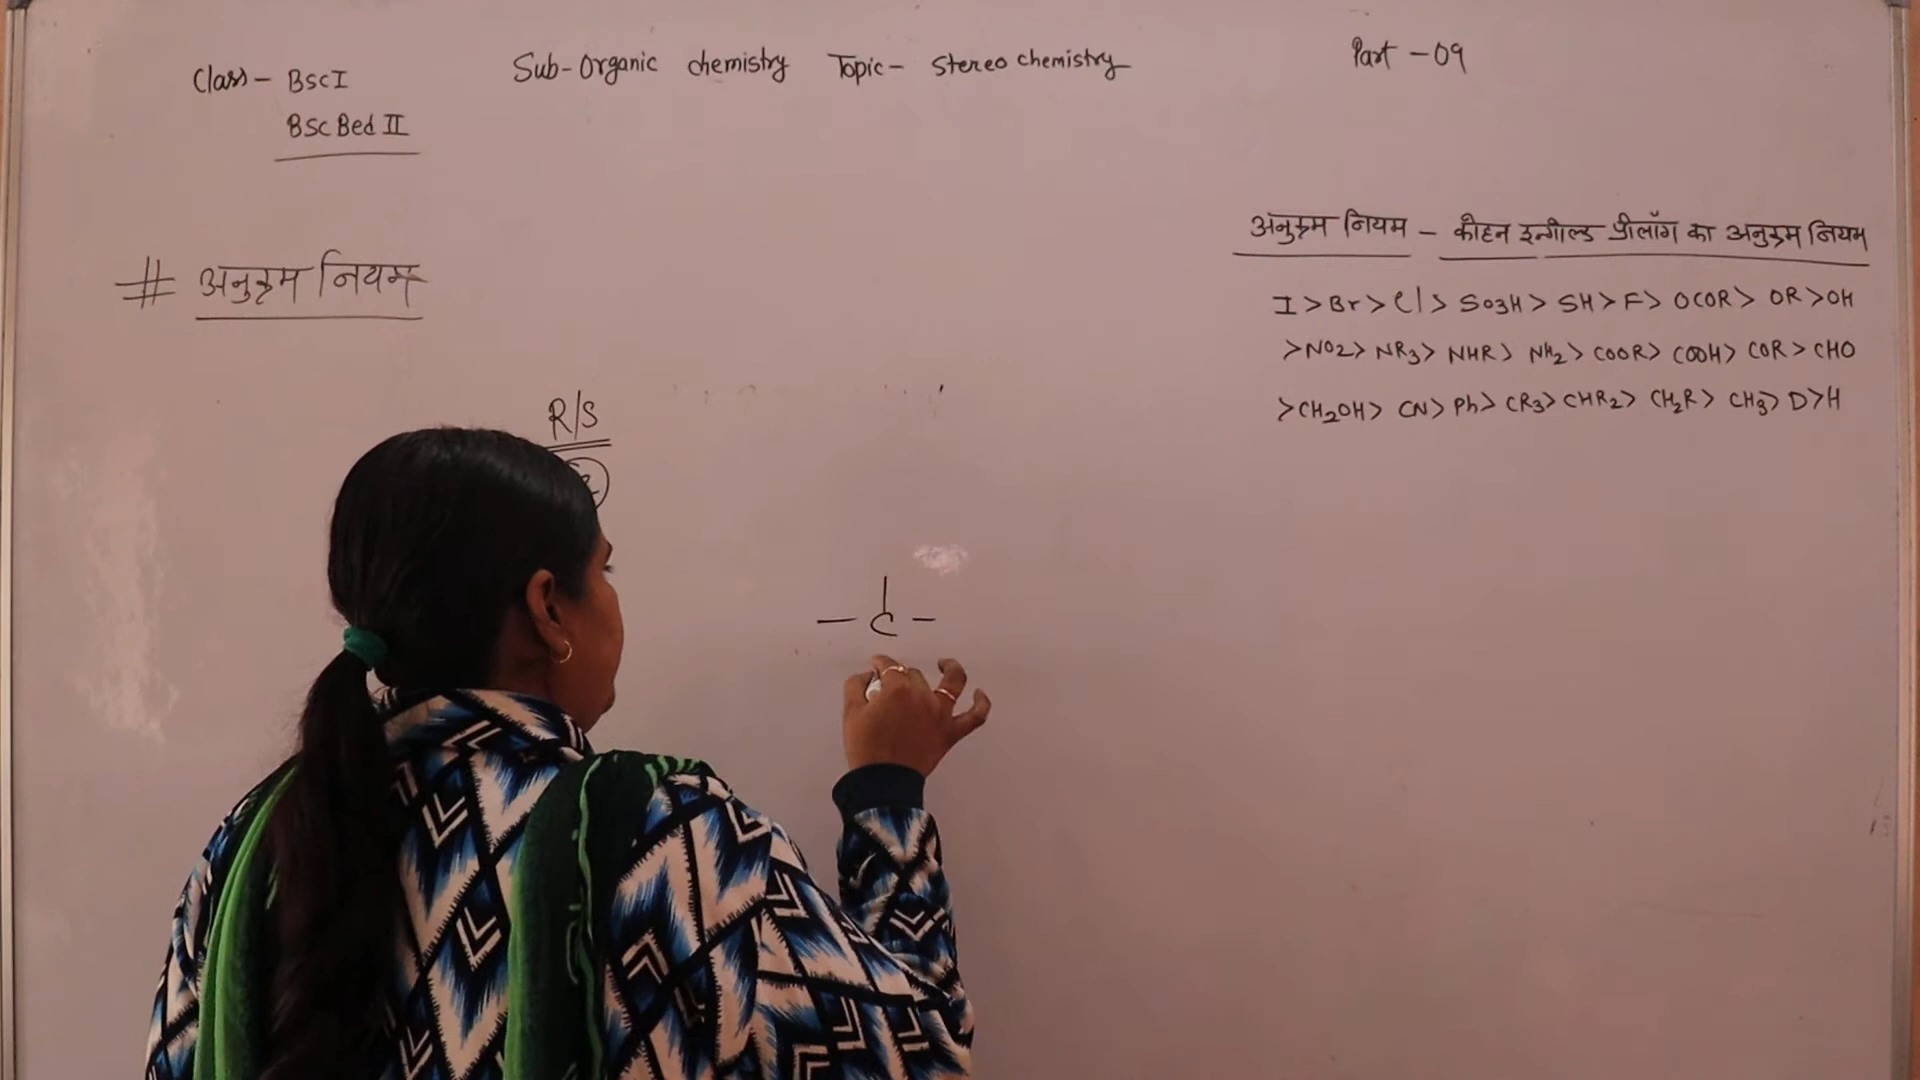 Class - BSc I
BSc Bed II
Sub - Organic chemistry Topic - Stereo chemistry
Part - 09
# अनुक्रम नियम
R/S
- C -
अनुक्रम नियम - कॉहन इन्गोल्ड प्रीलॉग का अनुक्रम नियम
I > Br > Cl > SO3H > SH > F > OCOR > OR > OH
> NO2 > NR3 > NHR > NH2 > COOR > COOH > COR > CHO
> CH2OH > CN > Ph > CR3 > CHR2 > CH2R > CH3 > D > H